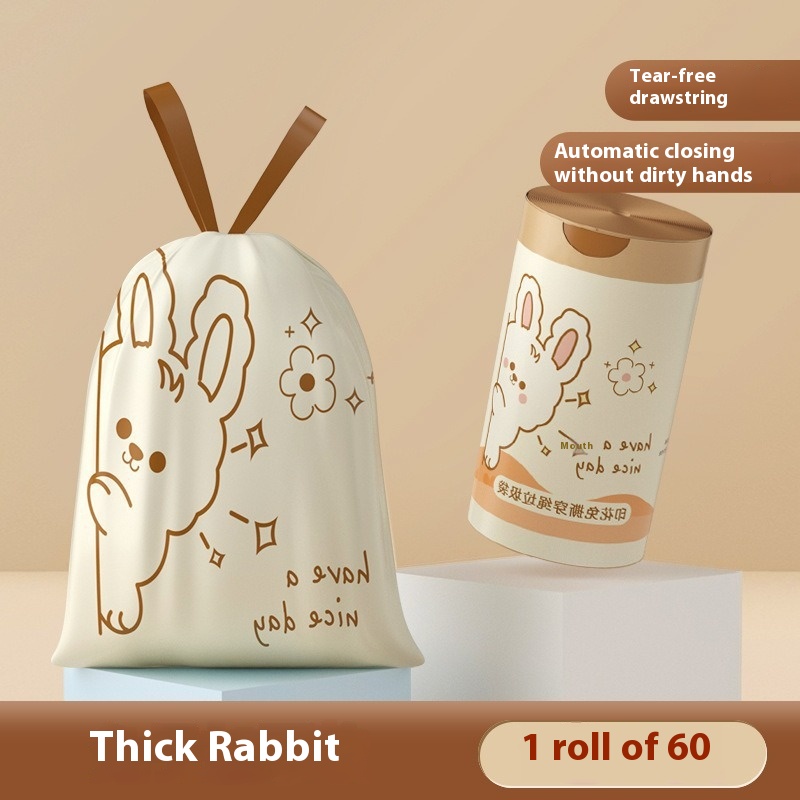 Tear-free
drawstring
Automatic closing
without dirty hands
have a
nice day
Mouth
have a
nice day
印花兔撕穿绳垃圾袋
Thick Rabbit
1 roll of 60